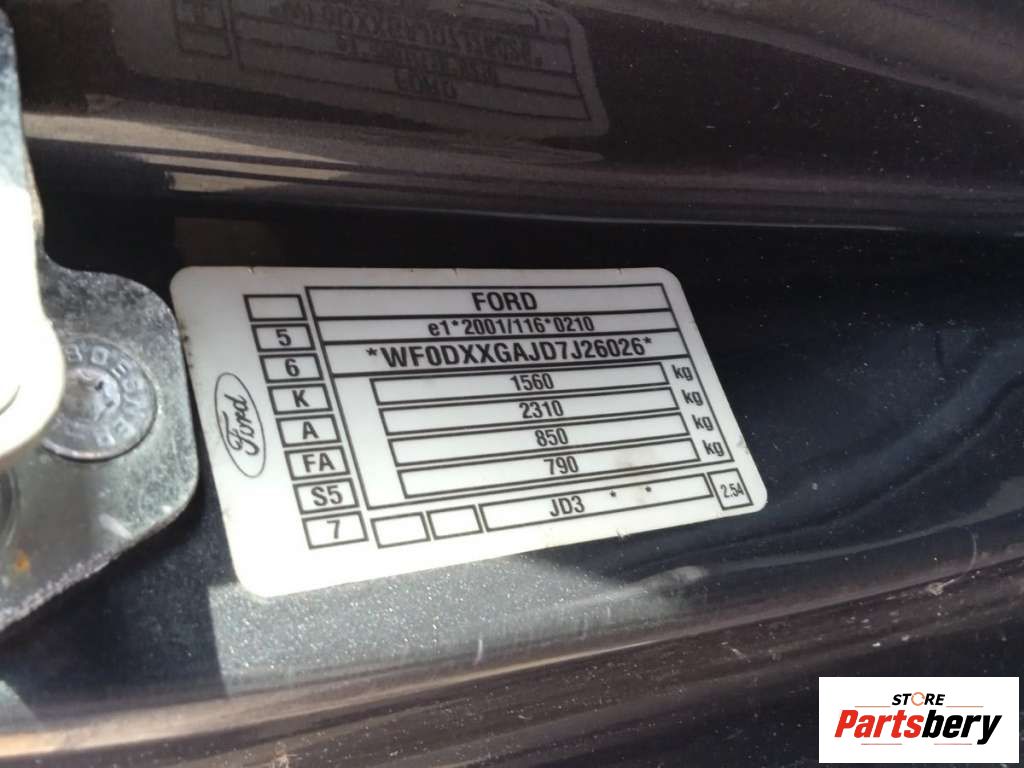 FORD
e1*2001/116*0210
*WF0DXXGAJD7J26026*
1560 kg
2310 kg
850 kg
790 kg
JD3 * *
2.54
5
6
K
A
FA
S5
7
Ford
STORE
Partsbery